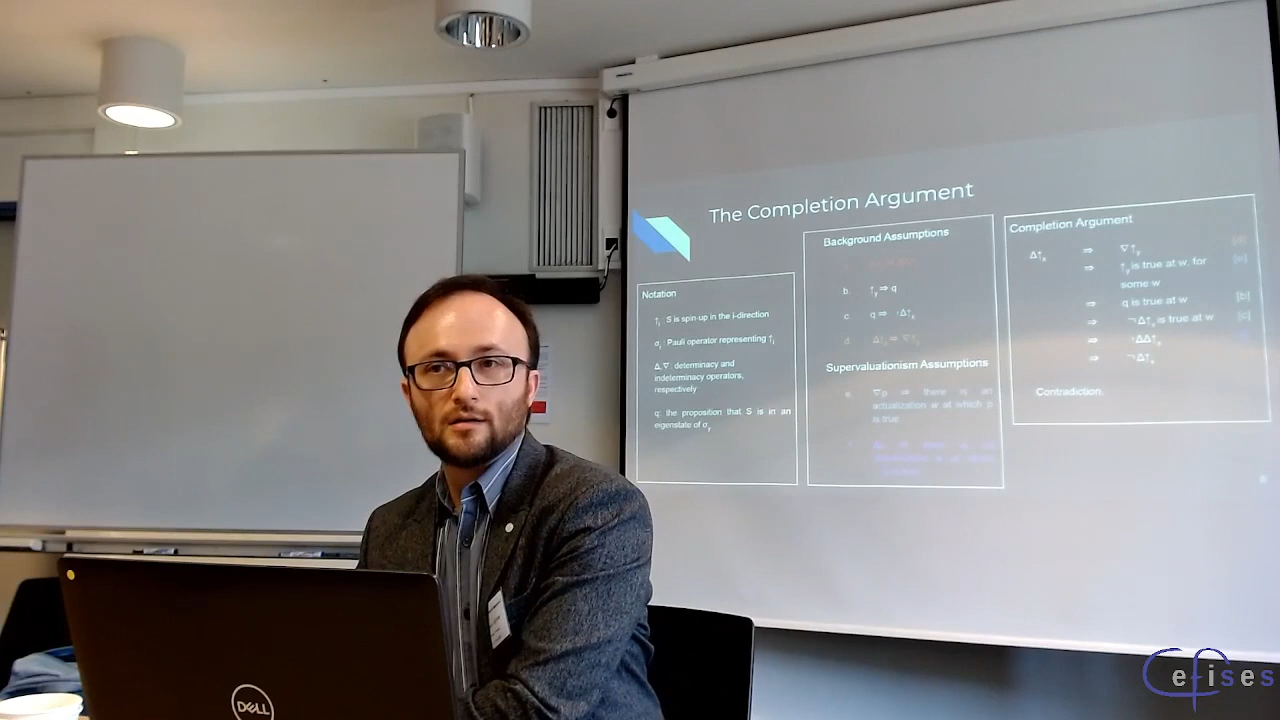 The Completion Argument
Notation
↑ᵢ: S is spin-up in the i-direction
σᵢ: Pauli operator representing ↑ᵢ
Δ,∇: determinacy and
indeterminacy operators,
respectively
q: the proposition that S is in an
eigenstate of σᵧ
Background Assumptions
b. ↑ᵧ ⇒ q
c. q ⇒ ¬Δ↑ₓ
d. Δ↑ₓ ⇒ ∇↑ᵧ
Supervaluationism Assumptions
e. ∇p ⇒ there is an
actualization w at which p
is true
Completion Argument
Δ↑ₓ ⇒ ∇↑ᵧ
⇒ ↑ᵧ is true at w, for [e]
some w
⇒ q is true at w [b]
⇒ ¬Δ↑ₓ is true at w [c]
⇒ ¬ΔΔ↑ₓ
⇒ ¬Δ↑ₓ
Contradiction.
DELL
Cefises